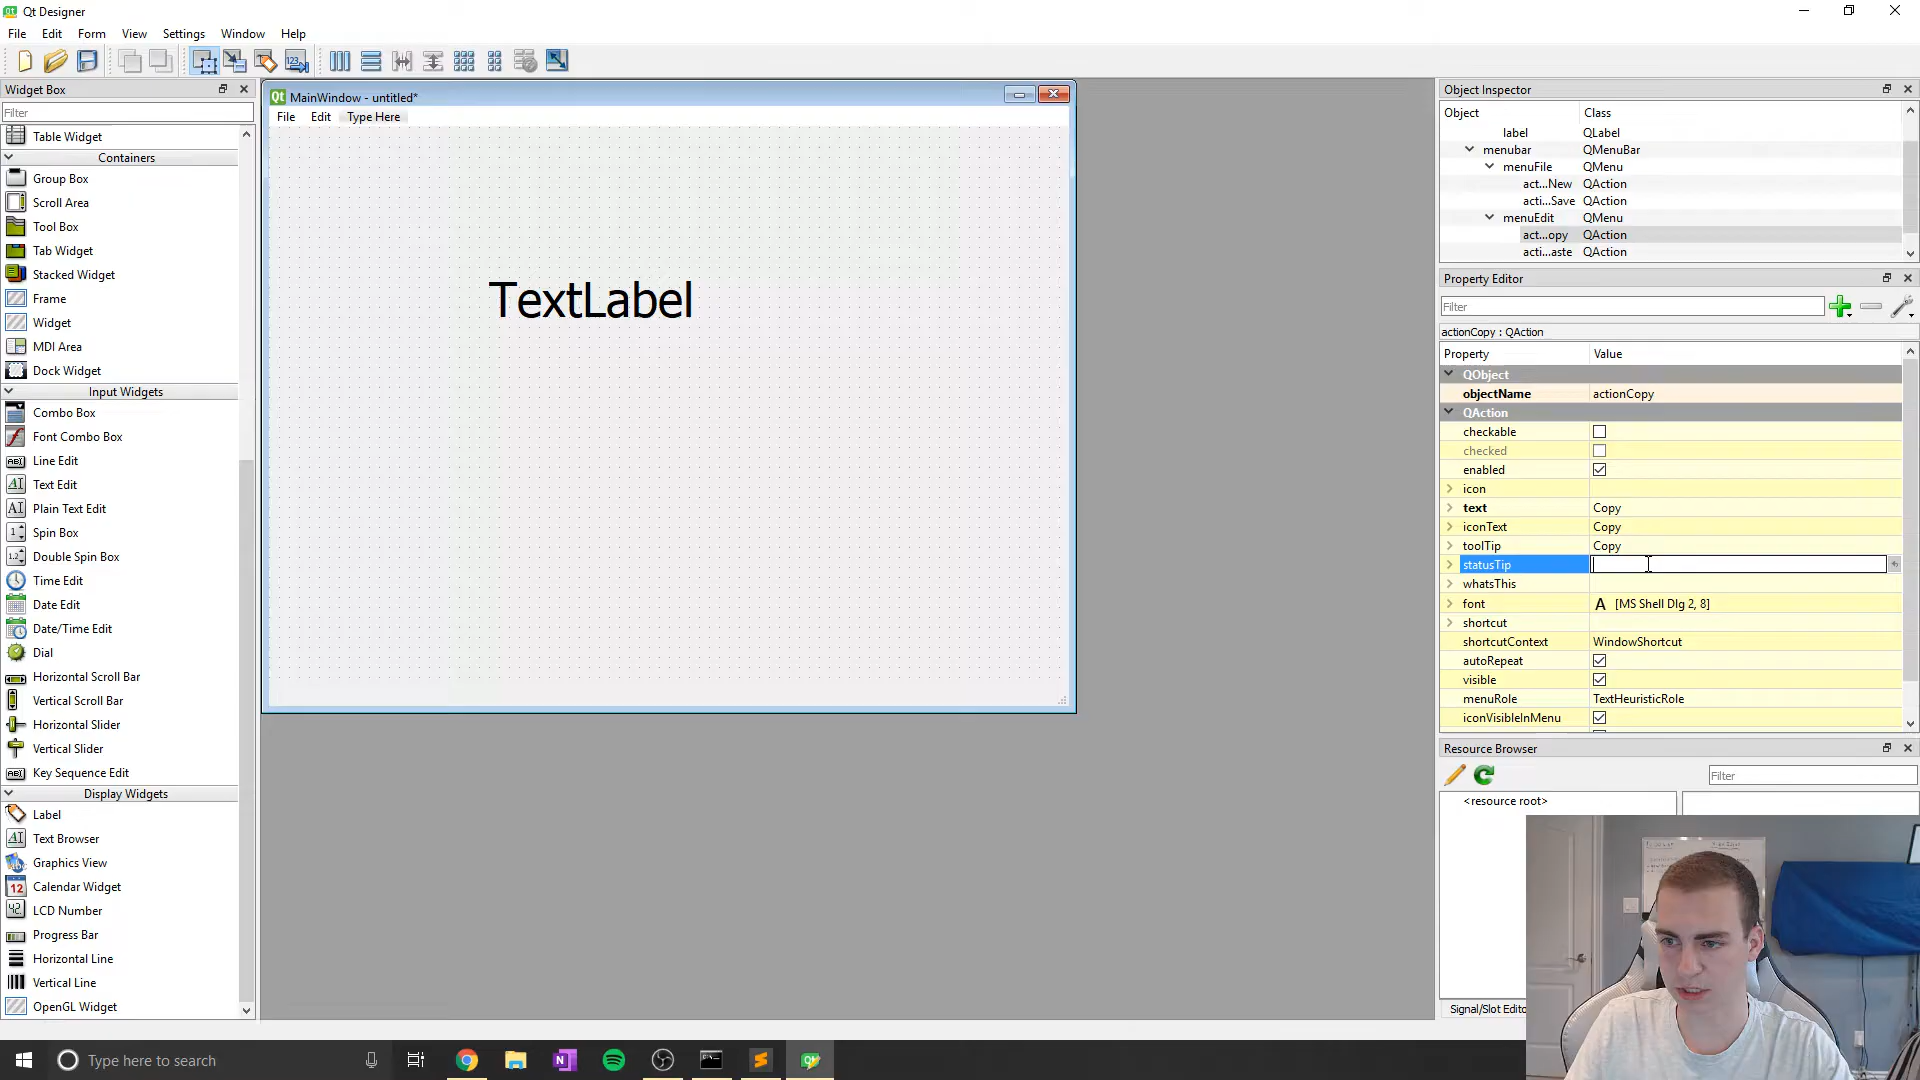 Qt Designer
File Edit Form View Settings Window Help
Widget Box
Filter
Table Widget
Containers
Group Box
Scroll Area
Tool Box
Tab Widget
Stacked Widget
Frame
Widget
MDI Area
Dock Widget
Input Widgets
Combo Box
Font Combo Box
Line Edit
Text Edit
Plain Text Edit
Spin Box
Double Spin Box
Time Edit
Date Edit
Date/Time Edit
Dial
Horizontal Scroll Bar
Vertical Scroll Bar
Horizontal Slider
Vertical Slider
Key Sequence Edit
Display Widgets
Label
Text Browser
Graphics View
Calendar Widget
LCD Number
Progress Bar
Horizontal Line
Vertical Line
OpenGL Widget
MainWindow - untitled*
File Edit Type Here
TextLabel
Object Inspector
Object Class
label QLabel
menubar QMenuBar
menuFile QMenu
act...New QAction
acti...Save QAction
menuEdit QMenu
act...opy QAction
acti...aste QAction
Property Editor
Filter
actionCopy : QAction
Property Value
QObject
objectName actionCopy
QAction
checkable
checked
enabled
icon
text Copy
iconText Copy
toolTip Copy
statusTip
whatsThis
font A [MS Shell Dlg 2, 8]
shortcut
shortcutContext WindowShortcut
autoRepeat
visible
menuRole TextHeuristicRole
iconVisibleInMenu
Resource Browser
Filter
<resource root>
Signal/Slot Edito
Type here to search